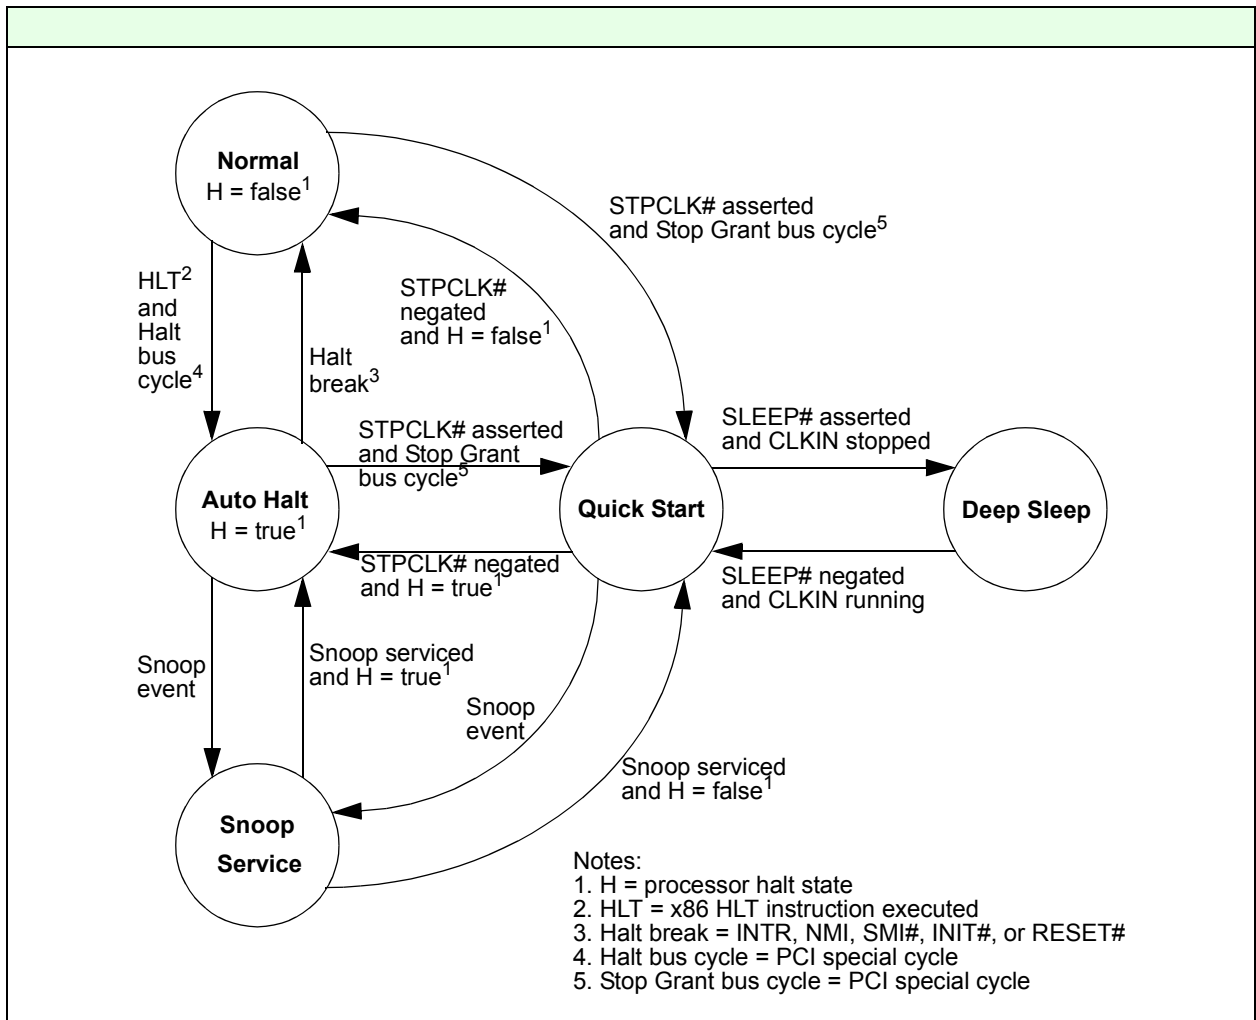 Normal
H = false1
STPCLK# asserted
and Stop Grant bus cycle5
HLT2
and
Halt
bus
cycle4
STPCLK#
negated
and H = false1
Halt
break3
STPCLK# asserted
and Stop Grant
bus cycle5
SLEEP# asserted
and CLKIN stopped
Auto Halt
H = true1
Quick Start
Deep Sleep
STPCLK# negated
and H = true1
SLEEP# negated
and CLKIN running
Snoop
event
Snoop serviced
and H = true1
Snoop
event
Snoop serviced
and H = false1
Snoop
Service
Notes:
1. H = processor halt state
2. HLT = x86 HLT instruction executed
3. Halt break = INTR, NMI, SMI#, INIT#, or RESET#
4. Halt bus cycle = PCI special cycle
5. Stop Grant bus cycle = PCI special cycle